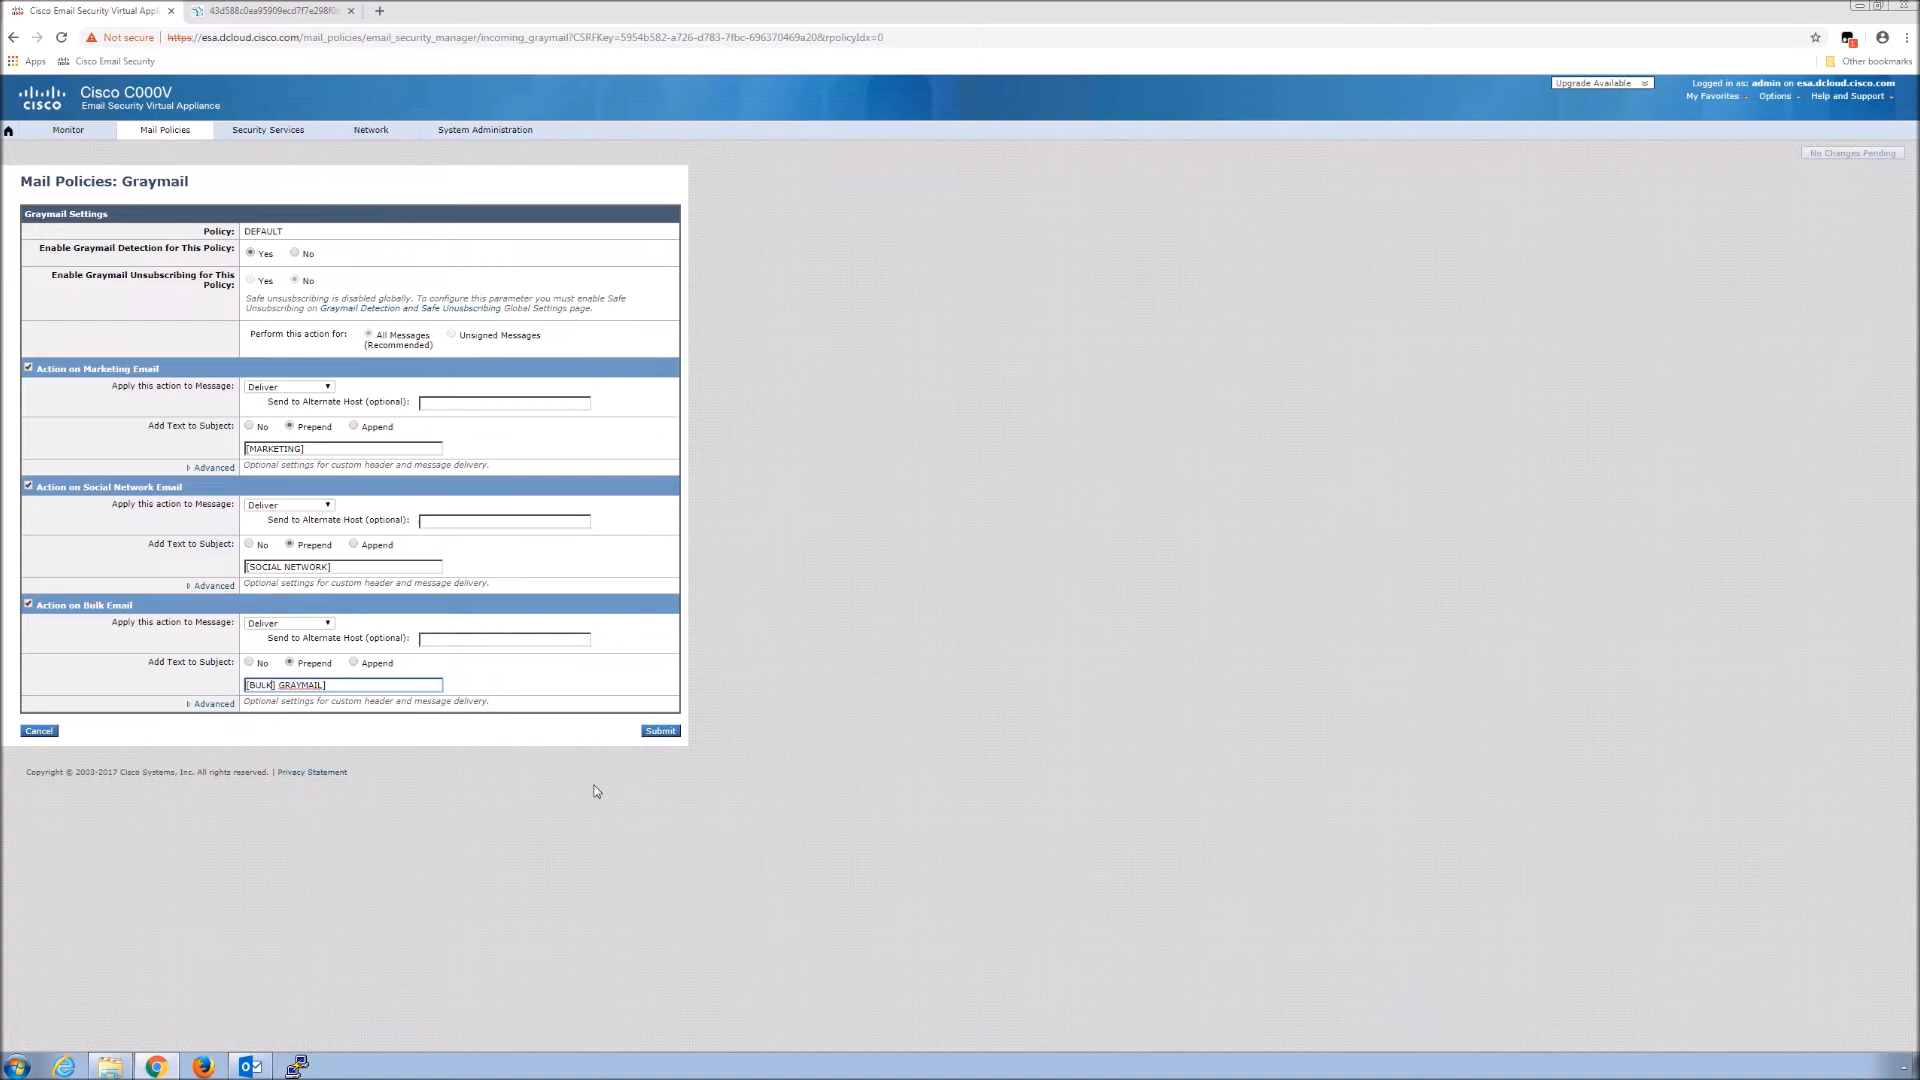 Cisco Email Security Virtual Appl
43d588c0ea95909ecd7f7e298f0
Not secure https://esa.dcloud.cisco.com/mail_policies/email_security_manager/incoming_graymail?CSRFKey=5954b582-a726-d783-7fbc-696370469a20&rpolicyIdx=0
Apps Cisco Email Security Other bookmarks
CISCO
Cisco C000V
Email Security Virtual Appliance
Upgrade Available
Logged in as: admin on esa.dcloud.cisco.com
My Favorites Options Help and Support
Monitor Mail Policies Security Services Network System Administration
No Changes Pending
Mail Policies: Graymail
Graymail Settings
Policy: DEFAULT
Enable Graymail Detection for This Policy: Yes No
Enable Graymail Unsubscribing for This Policy: Yes No
Safe unsusbscribing is disabled globally. To configure this parameter you must enable Safe
Unsubscribing on Graymail Detection and Safe Unusbscribing Global Settings page.
Perform this action for: All Messages (Recommended) Unsigned Messages
Action on Marketing Email
Apply this action to Message: Deliver
Send to Alternate Host (optional):
Add Text to Subject: No Prepend Append
[MARKETING]
Advanced Optional settings for custom header and message delivery.
Action on Social Network Email
Apply this action to Message: Deliver
Send to Alternate Host (optional):
Add Text to Subject: No Prepend Append
[SOCIAL NETWORK]
Advanced Optional settings for custom header and message delivery.
Action on Bulk Email
Apply this action to Message: Deliver
Send to Alternate Host (optional):
Add Text to Subject: No Prepend Append
[BULK] GRAYMAIL]
Advanced Optional settings for custom header and message delivery.
Cancel Submit
Copyright © 2003-2017 Cisco Systems, Inc. All rights reserved. | Privacy Statement